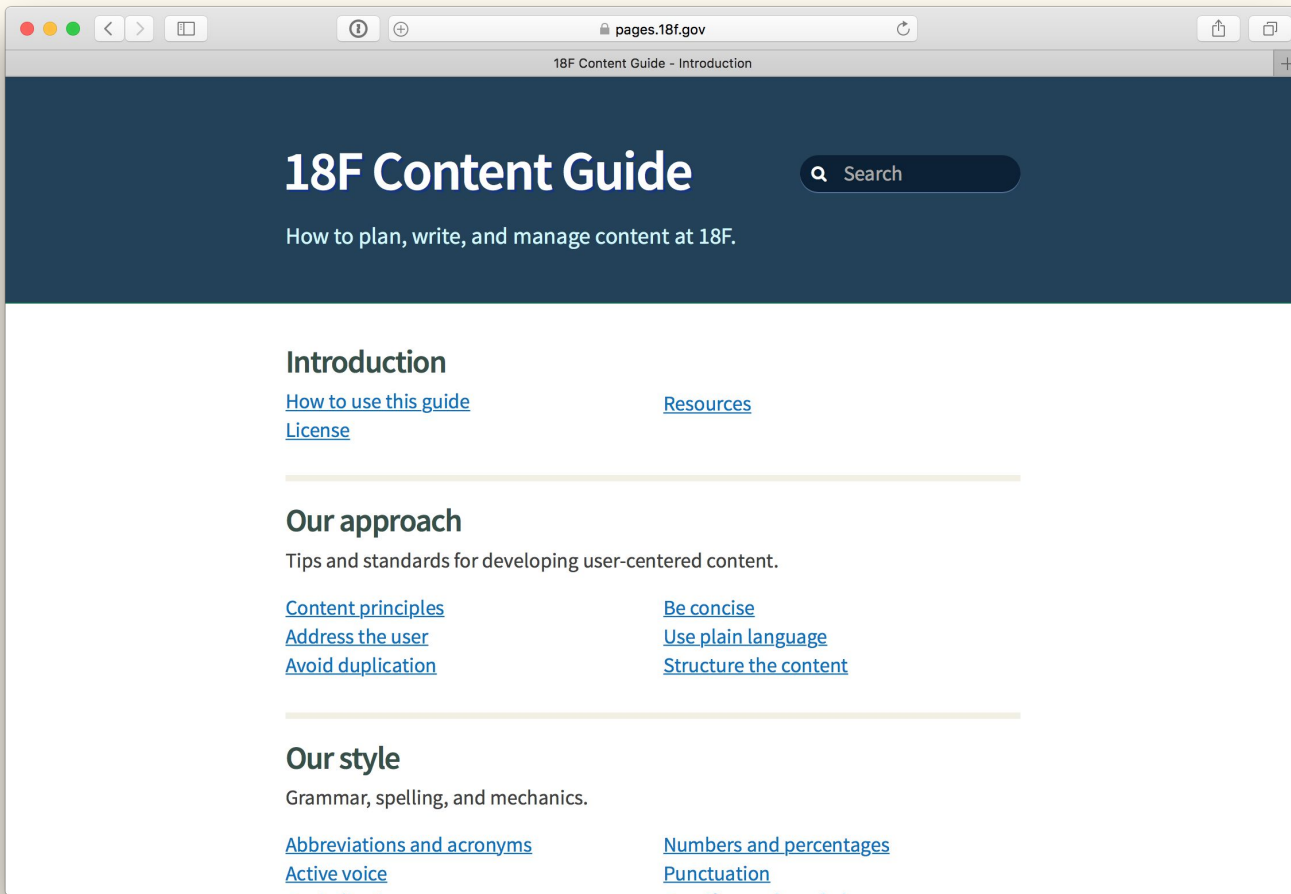 pages.18f.gov
18F Content Guide - Introduction
18F Content Guide
Search
How to plan, write, and manage content at 18F.
Introduction
How to use this guide
Resources
License
Our approach
Tips and standards for developing user-centered content.
Content principles
Be concise
Address the user
Use plain language
Avoid duplication
Structure the content
Our style
Grammar, spelling, and mechanics.
Abbreviations and acronyms
Numbers and percentages
Active voice
Punctuation